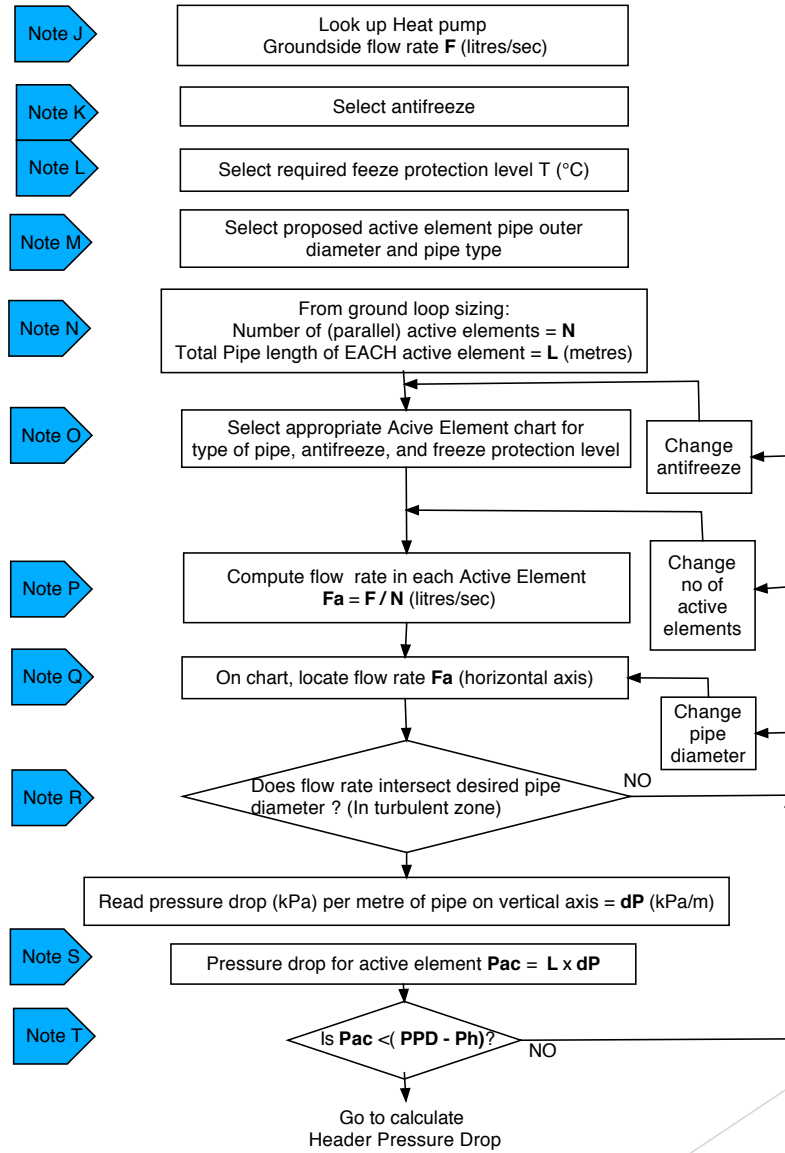 Note J
Look up Heat pump
Groundside flow rate F (litres/sec)
Note K
Select antifreeze
Note L
Select required feeze protection level T (°C)
Note M
Select proposed active element pipe outer
diameter and pipe type
Note N
From ground loop sizing:
Number of (parallel) active elements = N
Total Pipe length of EACH active element = L (metres)
Note O
Select appropriate Acive Element chart for
type of pipe, antifreeze, and freeze protection level
Change
antifreeze
Note P
Compute flow rate in each Active Element
Fa = F / N (litres/sec)
Change
no of
active
elements
Note Q
On chart, locate flow rate Fa (horizontal axis)
Change
pipe
diameter
Note R
Does flow rate intersect desired pipe
diameter ? (In turbulent zone)
NO
Read pressure drop (kPa) per metre of pipe on vertical axis = dP (kPa/m)
Note S
Pressure drop for active element Pac = L x dP
Note T
Is Pac <( PPD - Ph)?
NO
Go to calculate
Header Pressure Drop